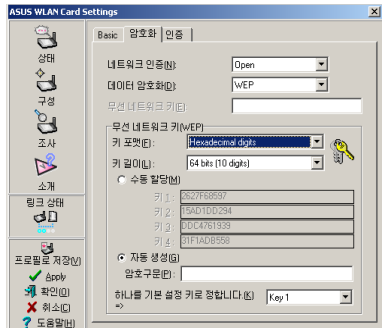 ASUS WLAN Card Settings
Basic 암호화 인증
상태
구성
조사
소개
링크 상태
프로필로 저장(V)
Apply
확인(O)
취소(C)
도움말(H)
네트워크 인증(N): Open
데이터 암호화(D): WEP
무선 네트워크 키(E):
무선 네트워크 키(WEP)
키 포맷(F): Hexadecimal digits
키 길이(L): 64 bits (10 digits)
수동 할당(M)
키 1: 2627F68597
키 2: 15AD1DD294
키 3: DDC4761939
키 4: 31F1ADB558
자동 생성(G)
암호구문(P):
하나를 기본 설정 키로 정합니다.(K) Key 1
=>